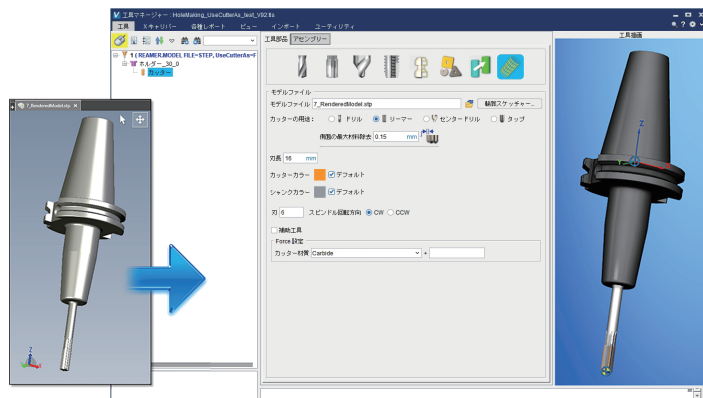 工具マネージャー : HoleMaking_UseCutterAs_test_V92.tls
工具 Xキャリパー 各種レポート ビュー インポート ユーティリティ
工具部品 アセンブリー
工具描画
1 ( REAMER.MODEL FILE=STEP, UseCutterAs=F
ホルダー_30_0
カッター
7_RenderedModel.stp
モデルファイル
モデルファイル 7_RenderedModel.stp 輪郭スケッチャー...
カッターの用途 : ドリル リーマー センタードリル タップ
側面の最大材料除去 0.15 mm
刃長 16 mm
カッターカラー デフォルト
シャンクカラー デフォルト
刃 6 スピンドル回転方向 CW CCW
補助工具
Force 設定
カッター材質 Carbide +
Z
Z